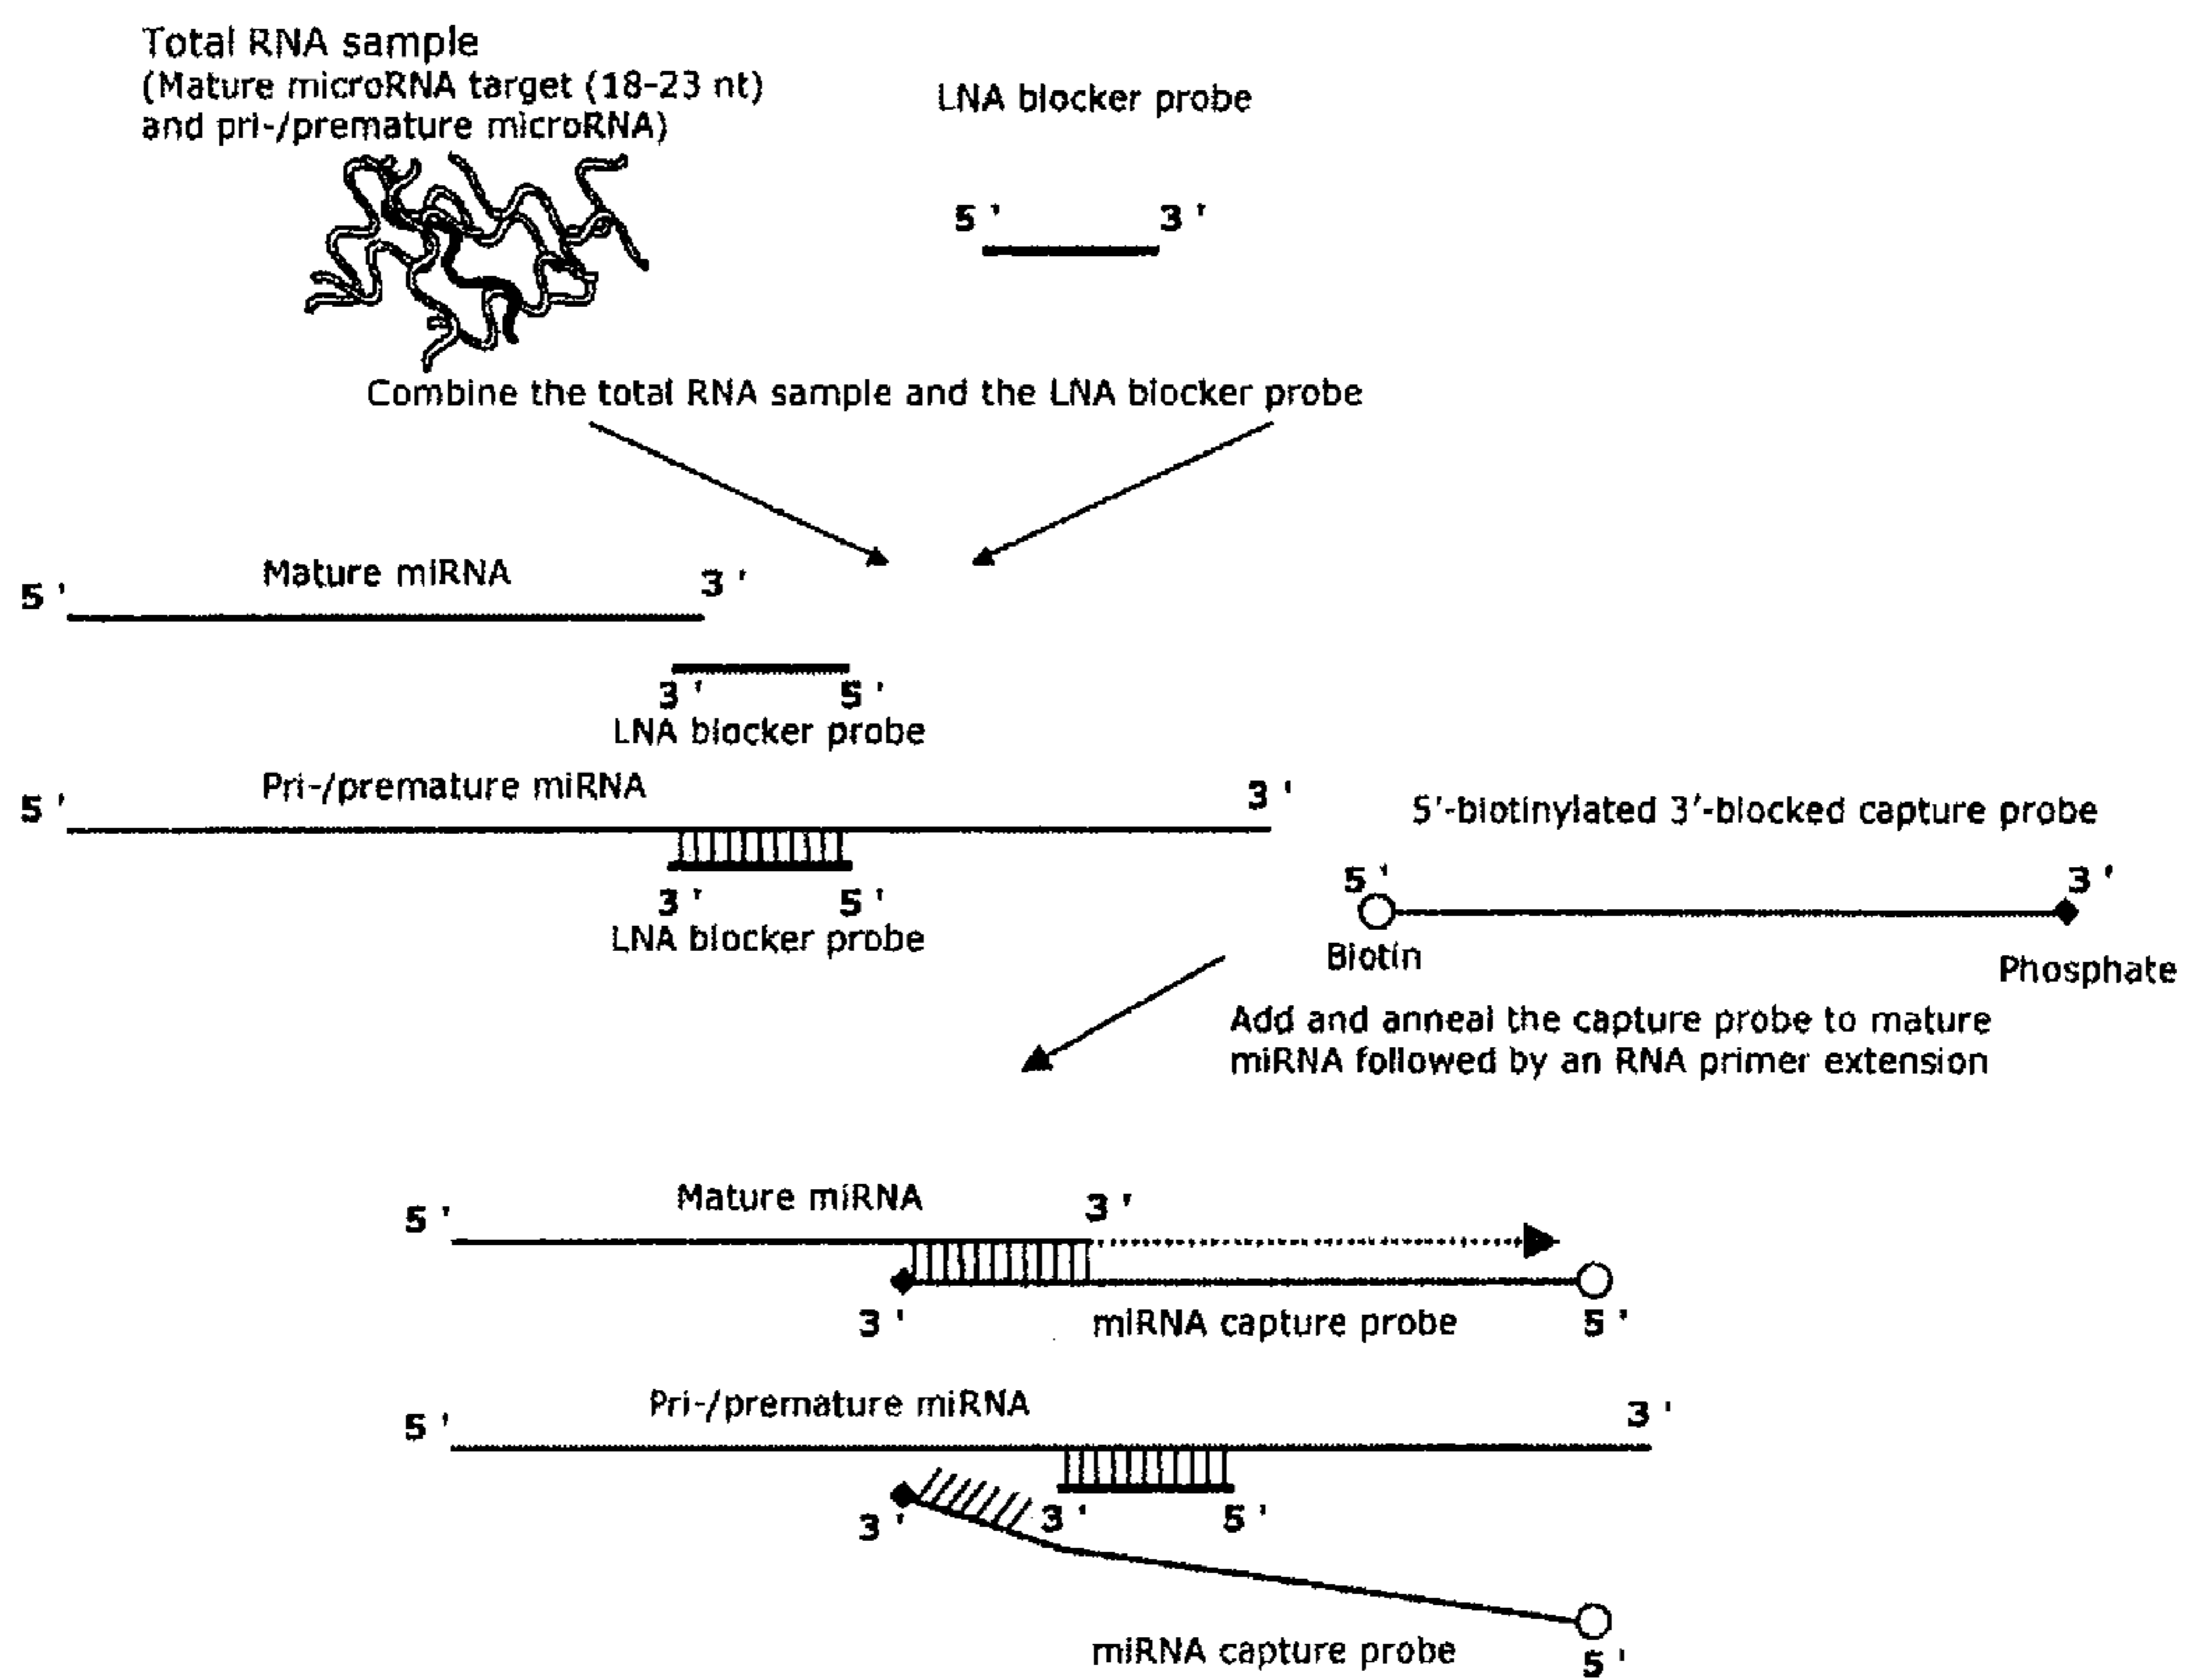 Total RNA sample
(Mature microRNA target (18-23 nt)
and pri-/premature microRNA)
LNA blocker probe
5' 3'
Combine the total RNA sample and the LNA blocker probe
Mature miRNA
5' 3'
3' 5'
LNA blocker probe
Pri-/premature miRNA
5' 3'
3' 5'
LNA blocker probe
5'-biotinylated 3'-blocked capture probe
5' 3'
Biotin
Phosphate
Add and anneal the capture probe to mature
miRNA followed by an RNA primer extension
Mature miRNA
5' 3'
3' miRNA capture probe 5'
Pri-/premature miRNA
5' 3'
3' 3' 5'
miRNA capture probe
5'